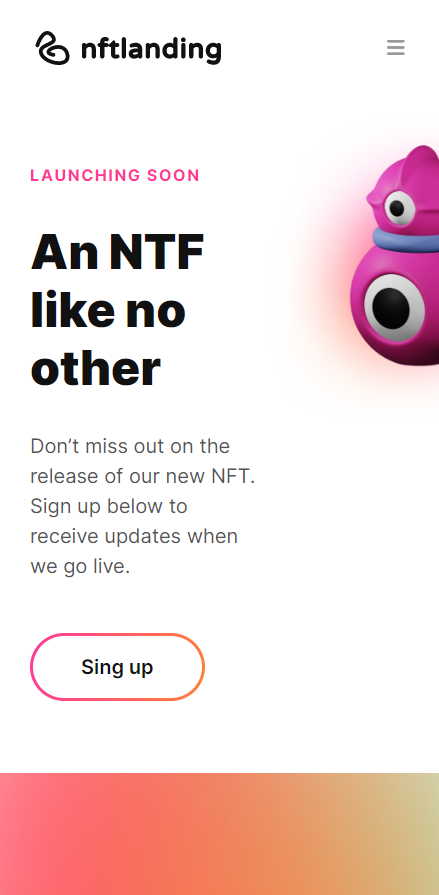 nftlanding
LAUNCHING SOON
An NTF
like no
other
Don’t miss out on the
release of our new NFT.
Sign up below to
receive updates when
we go live.
Sing up